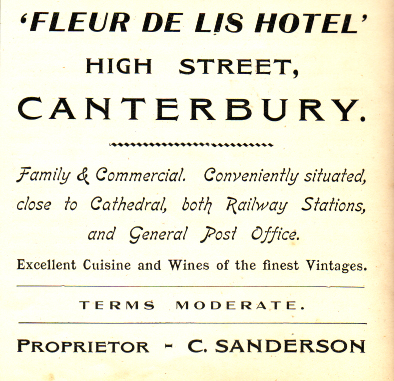 ‘FLEUR DE LIS HOTEL’
HIGH STREET,
CANTERBURY.
Family & Commercial. Conveniently situated,
close to Cathedral, both Railway Stations,
and General Post Office.
Excellent Cuisine and Wines of the finest Vintages.
TERMS MODERATE.
PROPRIETOR - C. SANDERSON